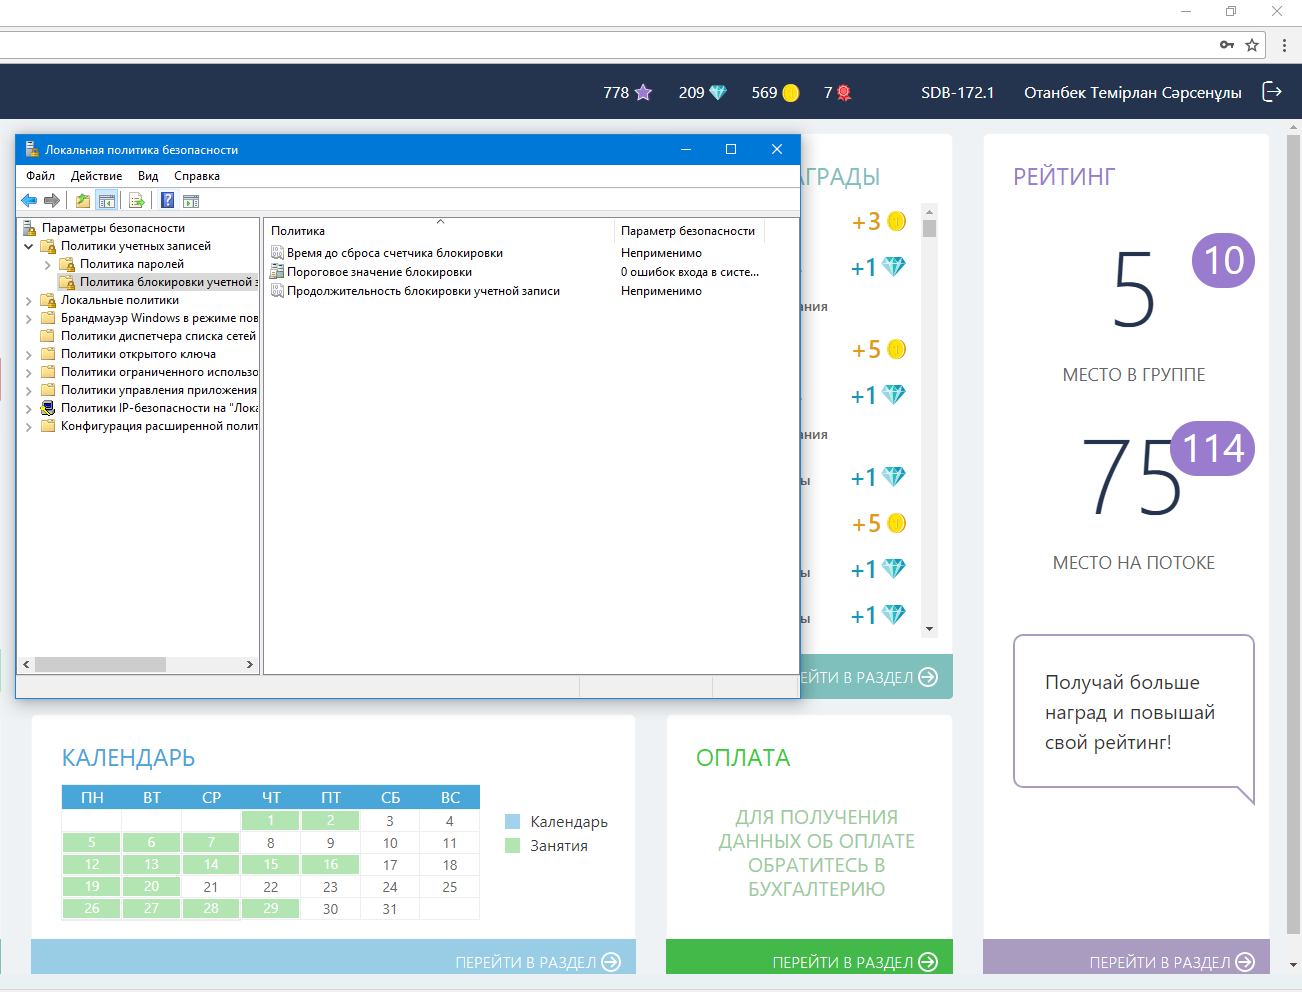 778
209
569
7
SDB-172.1
Отанбек Темірлан Сәрсенұлы
Локальная политика безопасности
Файл Действие Вид Справка
Параметры безопасности
Политики учетных записей
Политика паролей
Политика блокировки учетной з
Локальные политики
Брандмауэр Windows в режиме пов
Политики диспетчера списка сетей
Политики открытого ключа
Политики ограниченного использо
Политики управления приложения
Политики IP-безопасности на "Лока
Конфигурация расширенной полит
Политика Параметр безопасности
Время до сброса счетчика блокировки Неприменимо
Пороговое значение блокировки 0 ошибок входа в систе...
Продолжительность блокировки учетной записи Неприменимо
АГРАДЫ
+3
+1
ания
+5
+1
ания
+1
ы
+5
+1
ы
+1
ы
ЕЙТИ В РАЗДЕЛ
РЕЙТИНГ
5
10
МЕСТО В ГРУППЕ
75
114
МЕСТО НА ПОТОКЕ
Получай больше
наград и повышай
свой рейтинг!
ПЕРЕЙТИ В РАЗДЕЛ
КАЛЕНДАРЬ
ПН ВТ СР ЧТ ПТ СБ ВС
1 2 3 4
5 6 7 8 9 10 11
12 13 14 15 16 17 18
19 20 21 22 23 24 25
26 27 28 29 30 31
Календарь
Занятия
ПЕРЕЙТИ В РАЗДЕЛ
ОПЛАТА
ДЛЯ ПОЛУЧЕНИЯ
ДАННЫХ ОБ ОПЛАТЕ
ОБРАТИТЕСЬ В
БУХГАЛТЕРИЮ
ПЕРЕЙТИ В РАЗДЕЛ